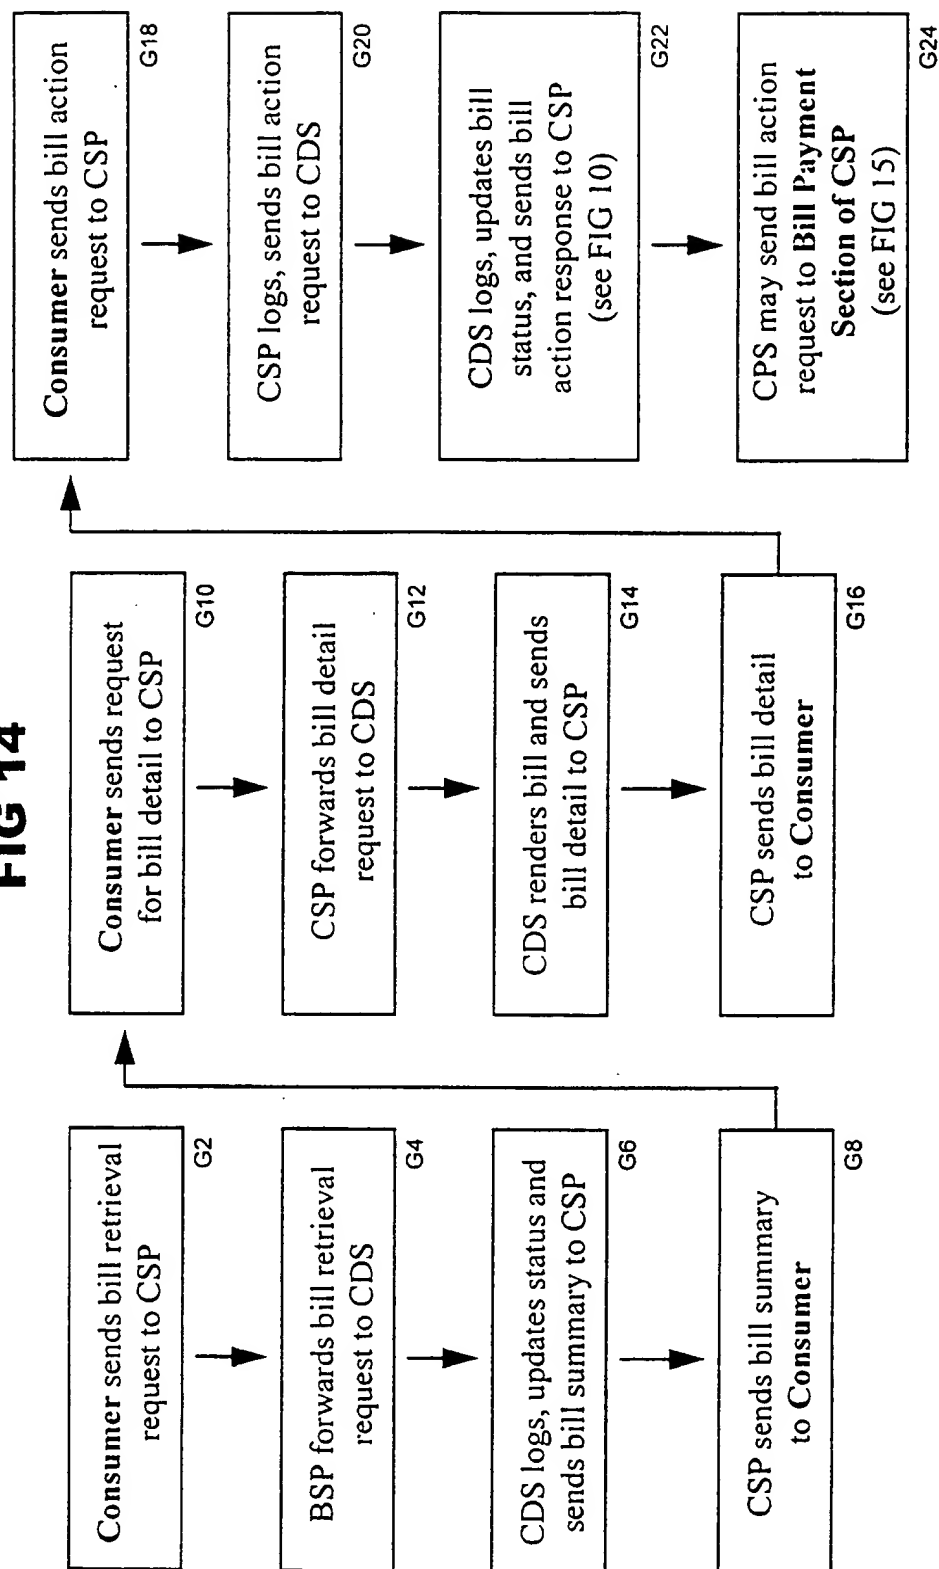 FIG 14
Consumer sends bill retrieval
request to CSP
G2
BSP forwards bill retrieval
request to CDS
G4
CDS logs, updates status and
sends bill summary to CSP
G6
CSP sends bill summary
to Consumer
G8
Consumer sends request
for bill detail to CSP
G10
CSP forwards bill detail
request to CDS
G12
CDS renders bill and sends
bill detail to CSP
G14
CSP sends bill detail
to Consumer
G16
Consumer sends bill action
request to CSP
G18
CSP logs, sends bill action
request to CDS
G20
CDS logs, updates bill
status, and sends bill
action response to CSP
(see FIG 10)
G22
CPS may send bill action
request to Bill Payment
Section of CSP
(see FIG 15)
G24